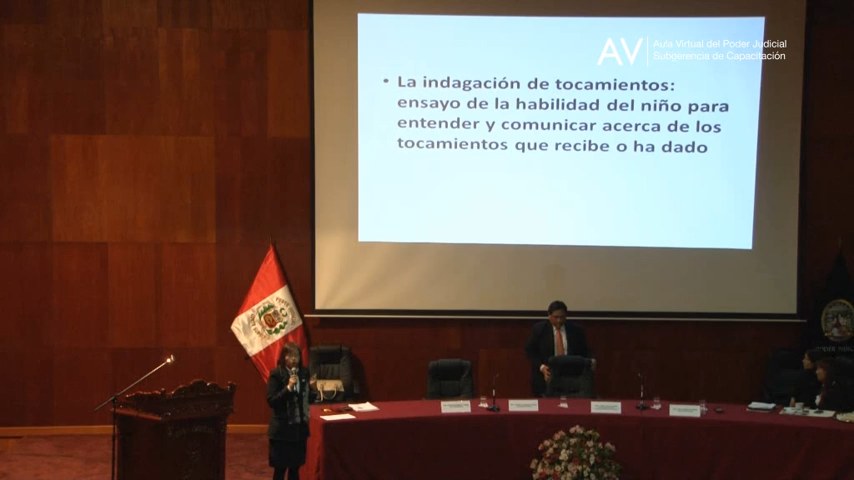 AV
Aula Virtual del Poder Judicial
Subgerencia de Capacitación
• La indagación de tocamientos:
ensayo de la habilidad del niño para
entender y comunicar acerca de los
tocamientos que recibe o ha dado